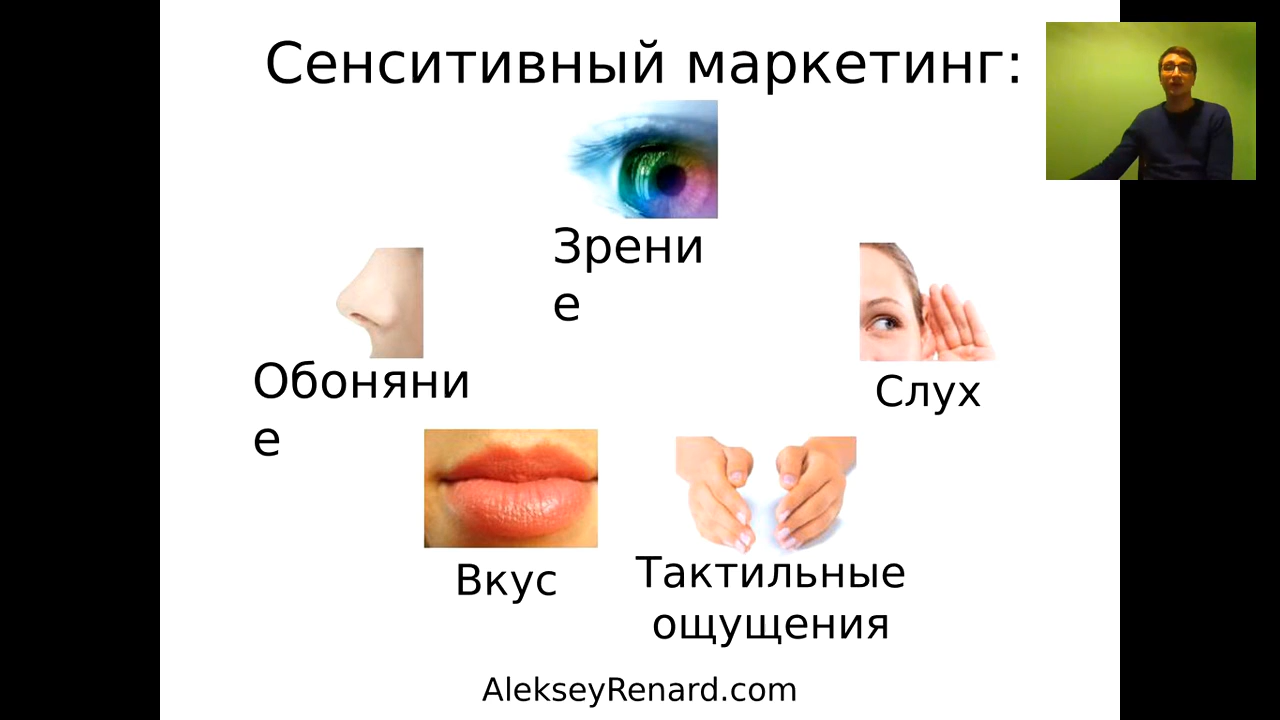 Сенситивный маркетинг:
Зрени
е
Обоняни
е
Слух
Вкус
Тактильные
ощущения
AlekseyRenard.com